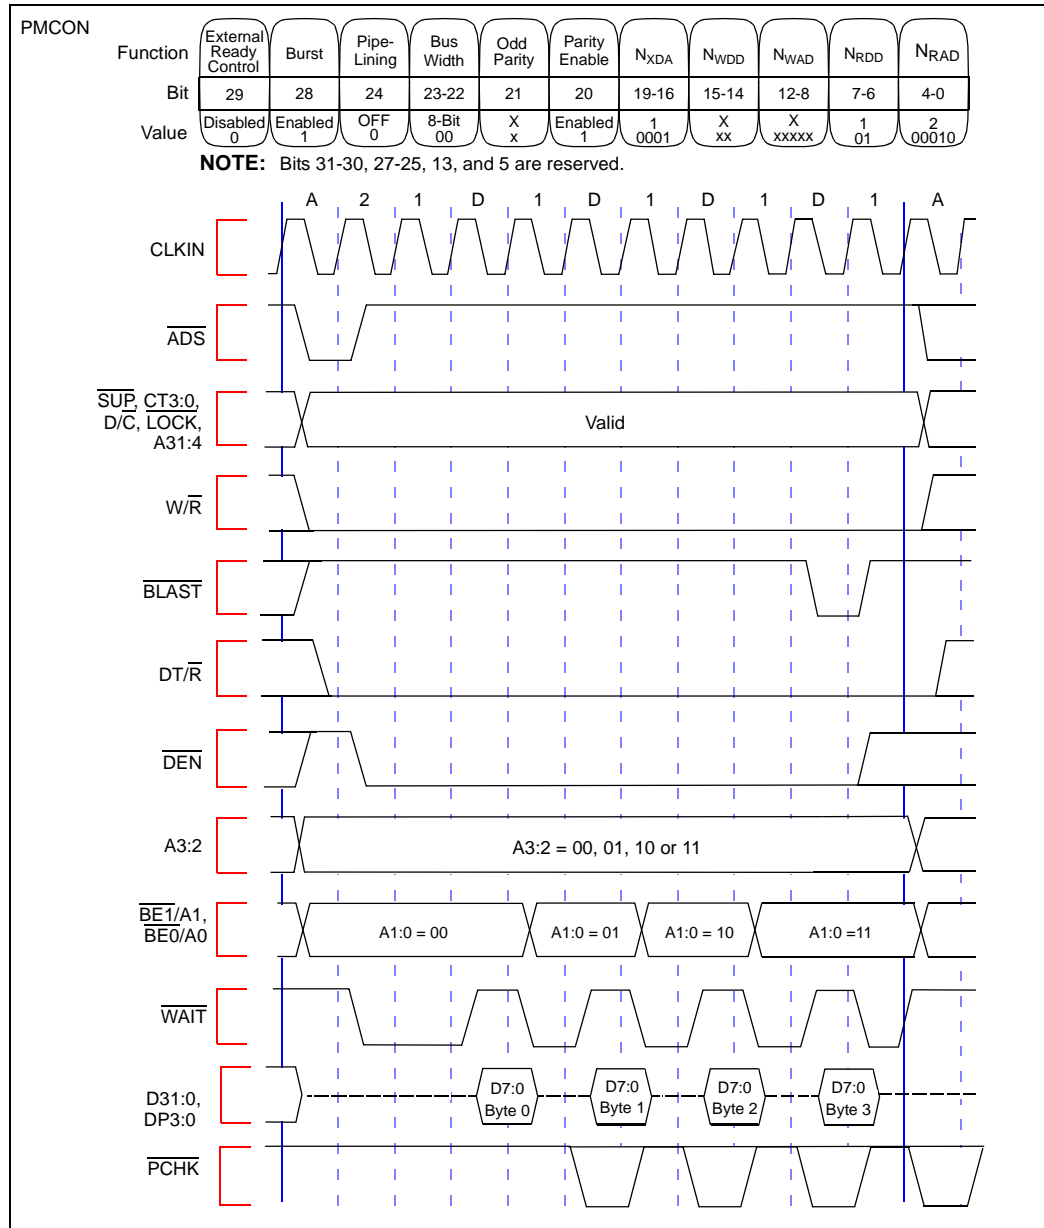 PMCON
Function External Ready Control Burst Pipe-Lining Bus Width Odd Parity Parity Enable NXDA NWDD NWAD NRDD NRAD
Bit 29 28 24 23-22 21 20 19-16 15-14 12-8 7-6 4-0
Value Disabled 0 Enabled 1 OFF 0 8-Bit 00 X x Enabled 1 1 0001 X xx X xxxxx 1 01 2 00010
NOTE: Bits 31-30, 27-25, 13, and 5 are reserved.
A 2 1 D 1 D 1 D 1 D 1 A
CLKIN
ADS
SUP, CT3:0,
D/C, LOCK,
A31:4
Valid
W/R
BLAST
DT/R
DEN
A3:2
A3:2 = 00, 01, 10 or 11
BE1/A1,
BE0/A0
A1:0 = 00 A1:0 = 01 A1:0 = 10 A1:0 =11
WAIT
D31:0,
DP3:0
D7:0 D7:0 D7:0 D7:0
Byte 0 Byte 1 Byte 2 Byte 3
PCHK